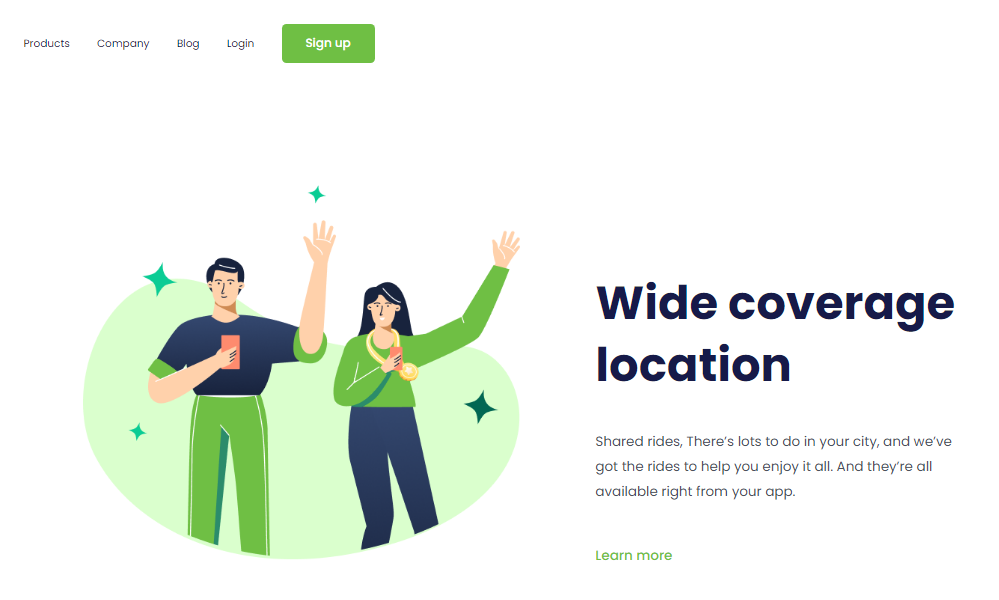 Products Company Blog Login Sign up
Wide coverage
location
Shared rides, There’s lots to do in your city, and we’ve
got the rides to help you enjoy it all. And they’re all
available right from your app.
Learn more